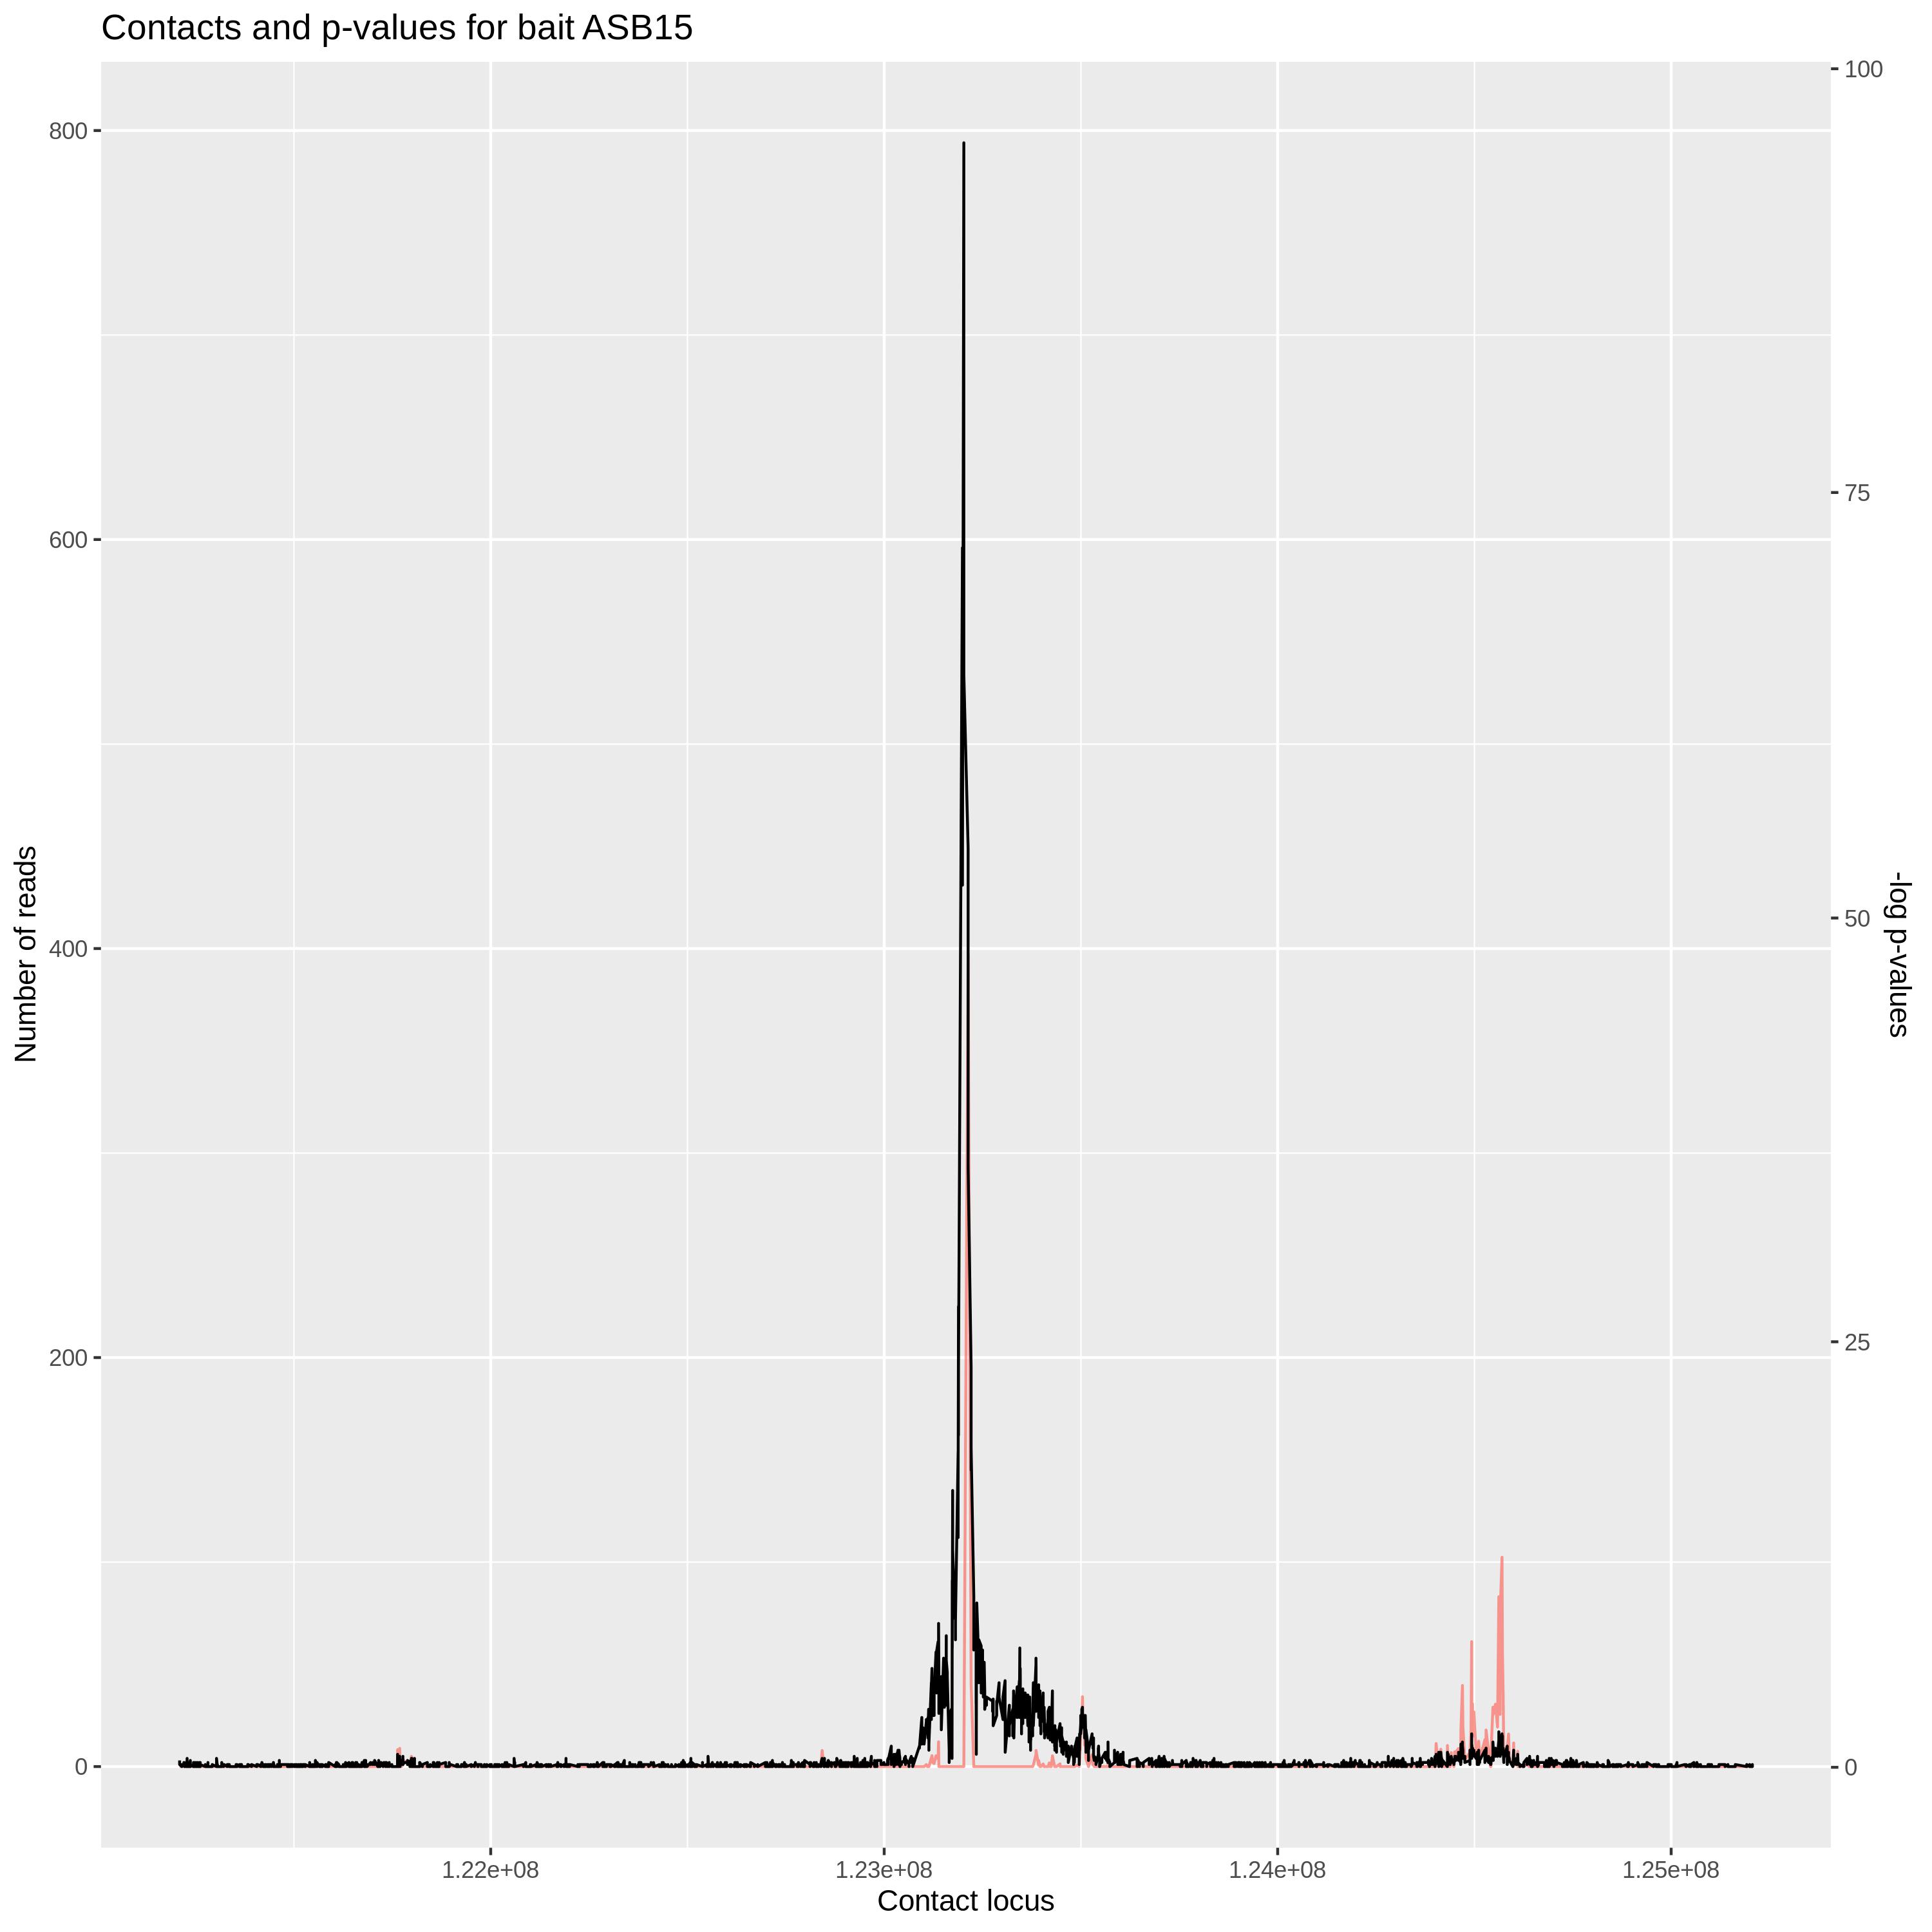 Contacts and p-values for bait ASB15
Number of reads
800
600
400
200
0
100
75
50
25
0
-log p-values
1.22e+08
1.23e+08
1.24e+08
1.25e+08
Contact locus